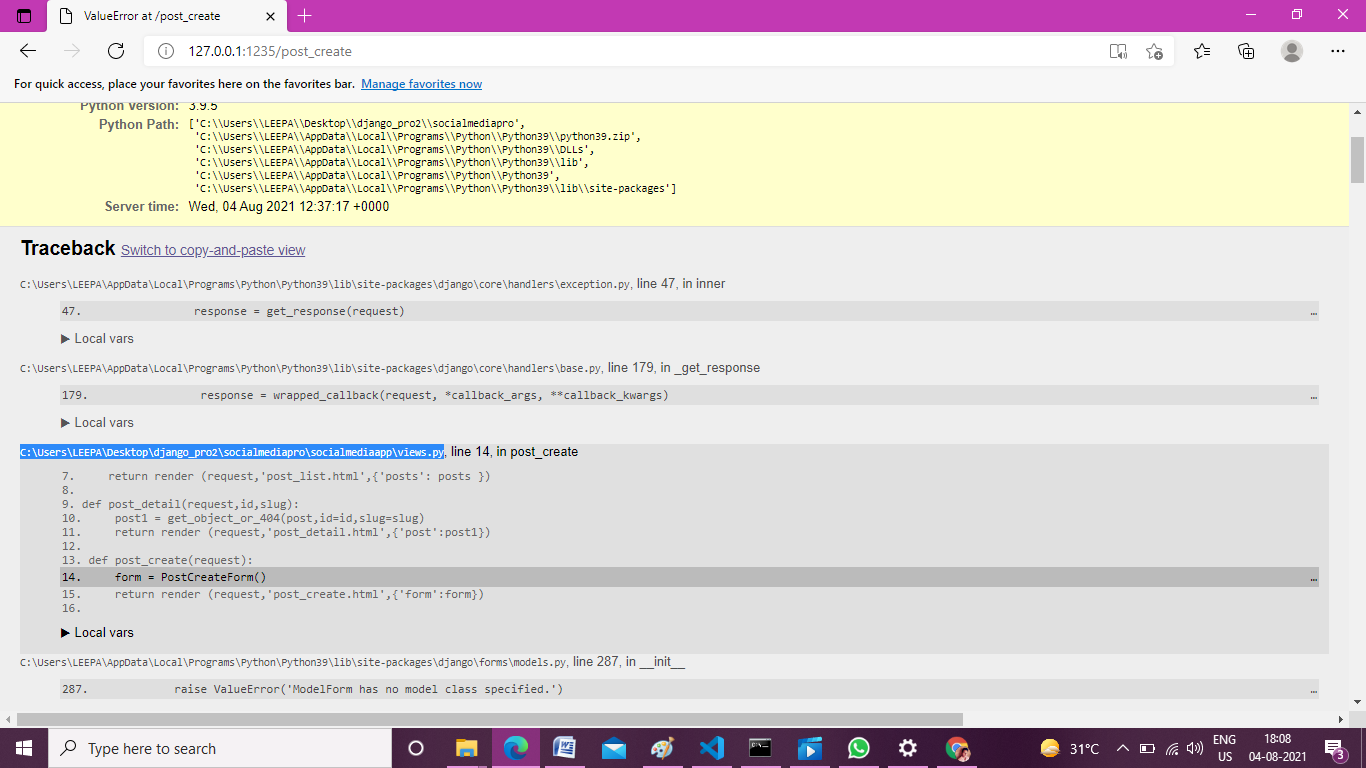 ValueError at /post_create
127.0.0.1:1235/post_create
For quick access, place your favorites here on the favorites bar. Manage favorites now
Python Version: 3.9.5
Python Path: ['C:\\Users\\LEEPA\\Desktop\\django_pro2\\socialmediapro',
'C:\\Users\\LEEPA\\AppData\\Local\\Programs\\Python\\Python39\\python39.zip',
'C:\\Users\\LEEPA\\AppData\\Local\\Programs\\Python\\Python39\\DLLs',
'C:\\Users\\LEEPA\\AppData\\Local\\Programs\\Python\\Python39\\lib',
'C:\\Users\\LEEPA\\AppData\\Local\\Programs\\Python\\Python39',
'C:\\Users\\LEEPA\\AppData\\Local\\Programs\\Python\\Python39\\lib\\site-packages']
Server time: Wed, 04 Aug 2021 12:37:17 +0000
Traceback Switch to copy-and-paste view
C:\Users\LEEPA\AppData\Local\Programs\Python\Python39\lib\site-packages\django\core\handlers\exception.py, line 47, in inner
47. response = get_response(request) …
▶ Local vars
C:\Users\LEEPA\AppData\Local\Programs\Python\Python39\lib\site-packages\django\core\handlers\base.py, line 179, in _get_response
179. response = wrapped_callback(request, *callback_args, **callback_kwargs) …
▶ Local vars
C:\Users\LEEPA\Desktop\django_pro2\socialmediapro\socialmediaapp\views.py, line 14, in post_create
7. return render (request,'post_list.html',{'posts': posts })
8.
9. def post_detail(request,id,slug):
10. post1 = get_object_or_404(post,id=id,slug=slug)
11. return render (request,'post_detail.html',{'post':post1})
12.
13. def post_create(request):
14. form = PostCreateForm() …
15. return render (request,'post_create.html',{'form':form})
16.
▶ Local vars
C:\Users\LEEPA\AppData\Local\Programs\Python\Python39\lib\site-packages\django\forms\models.py, line 287, in __init__
287. raise ValueError('ModelForm has no model class specified.') …
Type here to search
31°C
ENG
US
18:08
04-08-2021
3